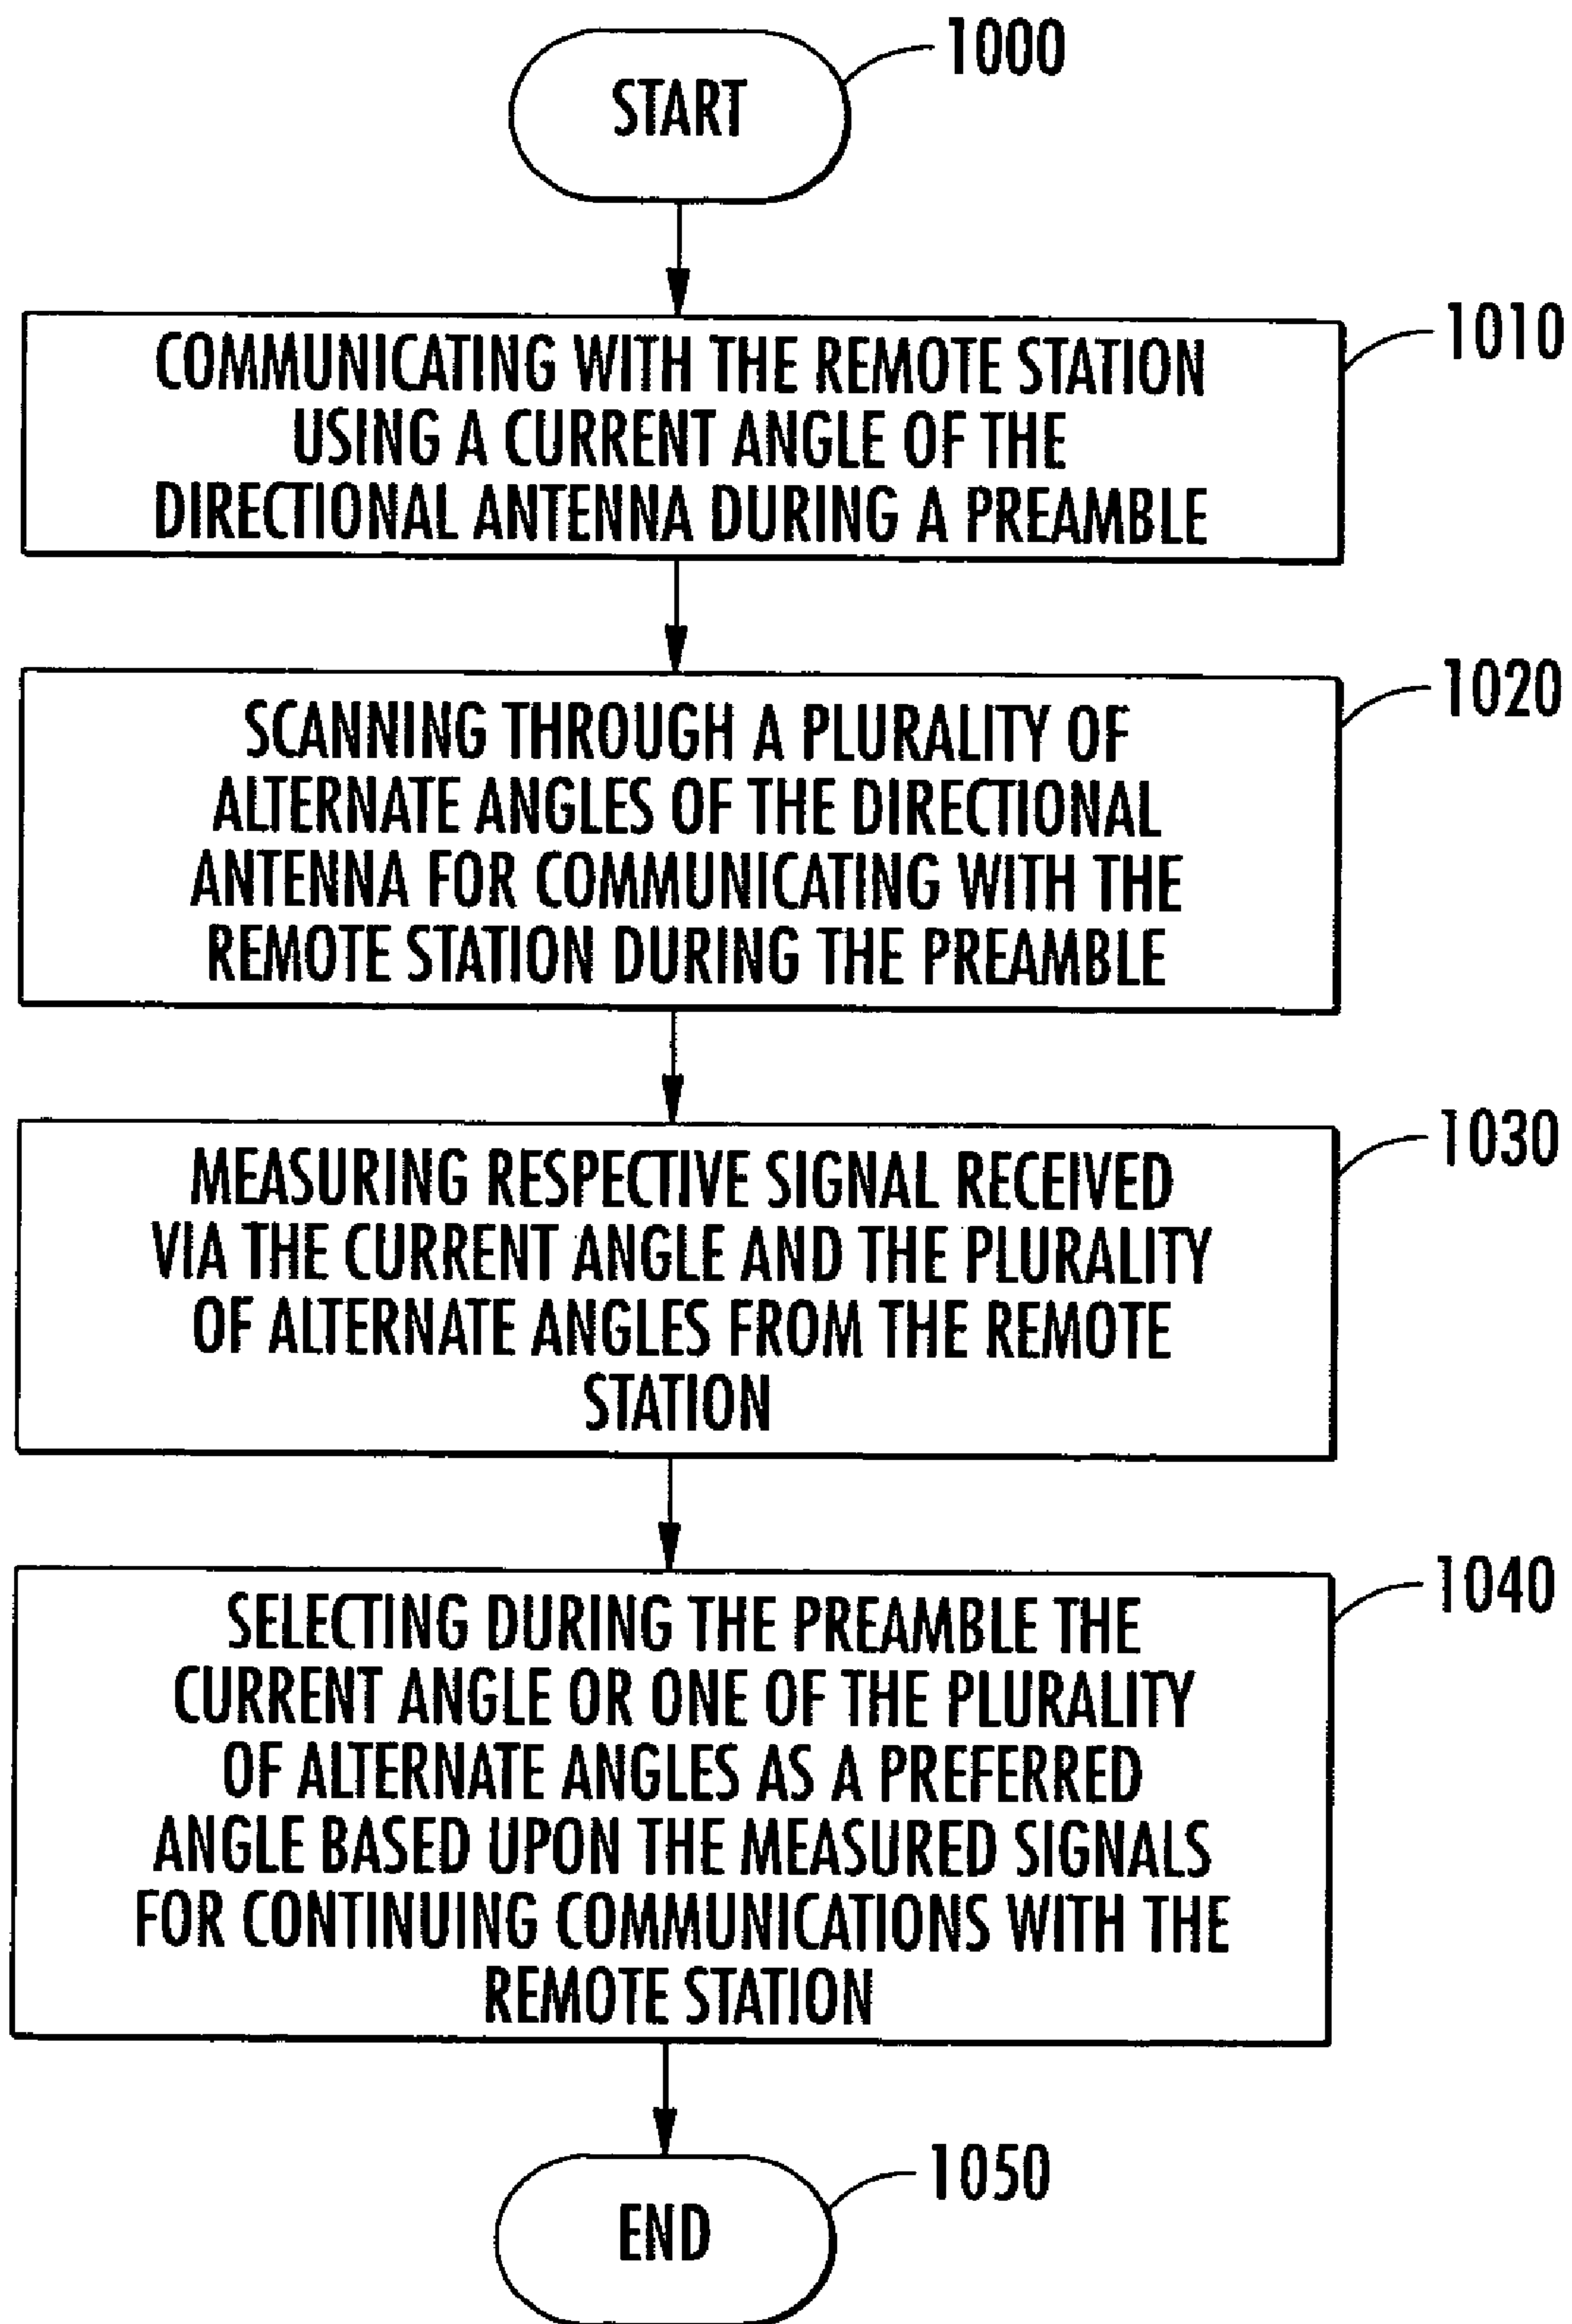 1000
START
1010
COMMUNICATING WITH THE REMOTE STATION
USING A CURRENT ANGLE OF THE
DIRECTIONAL ANTENNA DURING A PREAMBLE
1020
SCANNING THROUGH A PLURALITY OF
ALTERNATE ANGLES OF THE DIRECTIONAL
ANTENNA FOR COMMUNICATING WITH THE
REMOTE STATION DURING THE PREAMBLE
1030
MEASURING RESPECTIVE SIGNAL RECEIVED
VIA THE CURRENT ANGLE AND THE PLURALITY
OF ALTERNATE ANGLES FROM THE REMOTE
STATION
1040
SELECTING DURING THE PREAMBLE THE
CURRENT ANGLE OR ONE OF THE PLURALITY
OF ALTERNATE ANGLES AS A PREFERRED
ANGLE BASED UPON THE MEASURED SIGNALS
FOR CONTINUING COMMUNICATIONS WITH THE
REMOTE STATION
1050
END